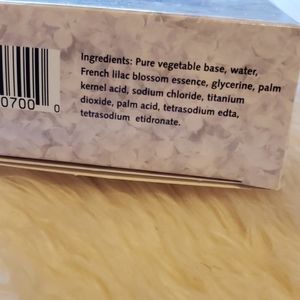 Ingredients: Pure vegetable base, water,
French lilac blossom essence, glycerine, palm
kernel acid, sodium chloride, titanium
dioxide, palm acid, tetrasodium edta,
tetrasodium etidronate.
0700 0